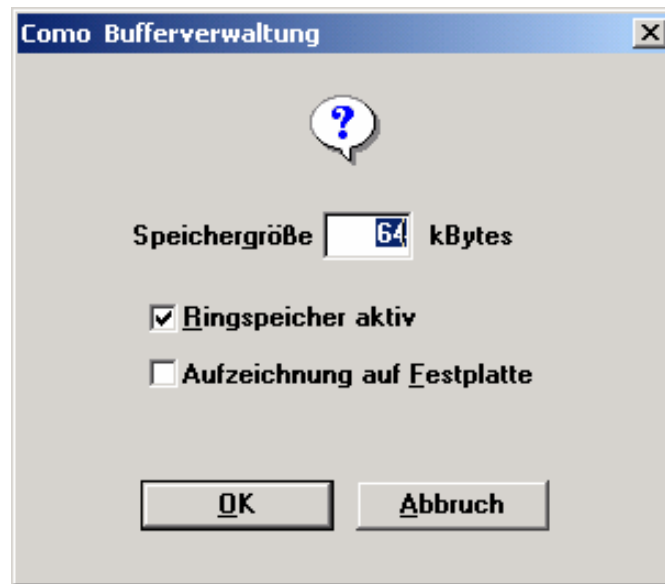 Como Bufferverwaltung
?
Speichergröße 64 kBytes
Ringspeicher aktiv
Aufzeichnung auf Festplatte
OK Abbruch